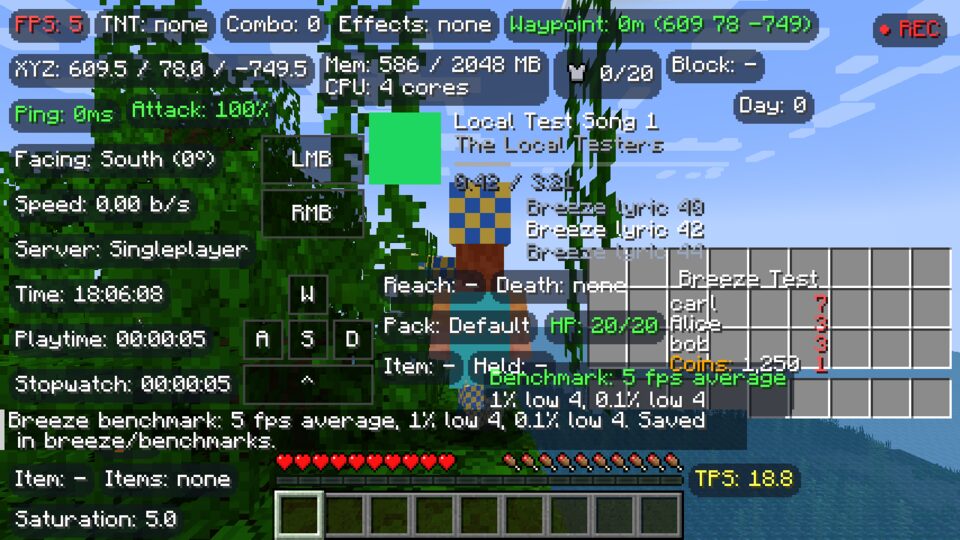 FPS: 5 TNT: none Combo: 0 Effects: none Waypoint: 0m (609 78 -749) REC
XYZ: 609.5 / 78.0 / -749.5
Mem: 586 / 2048 MB
CPU: 4 cores
0/20
Block: -
Day: 0
Ping: 0ms
Attack: 100%
Local Test Song 1
The Local Testers
0:42 / 3:21
Facing: South (0°)
LMB
Speed: 0.00 b/s
RMB
Breeze lyric 40
Breeze lyric 42
Breeze lyric 44
Server: Singleplayer
Reach: - Death: none
Breeze Test
Time: 18:06:08
W
carl 7
Pack: Default HP: 20/20
Alice 3
Playtime: 00:00:05
A S D
bob 3
Item: - Held: -
Coins: 1,250 1
Stopwatch: 00:00:05
^
Benchmark: 5 fps average
1% low 4, 0.1% low 4
Breeze benchmark: 5 fps average, 1% low 4, 0.1% low 4. Saved
in breeze/benchmarks.
Item: - Items: none
TPS: 18.8
Saturation: 5.0